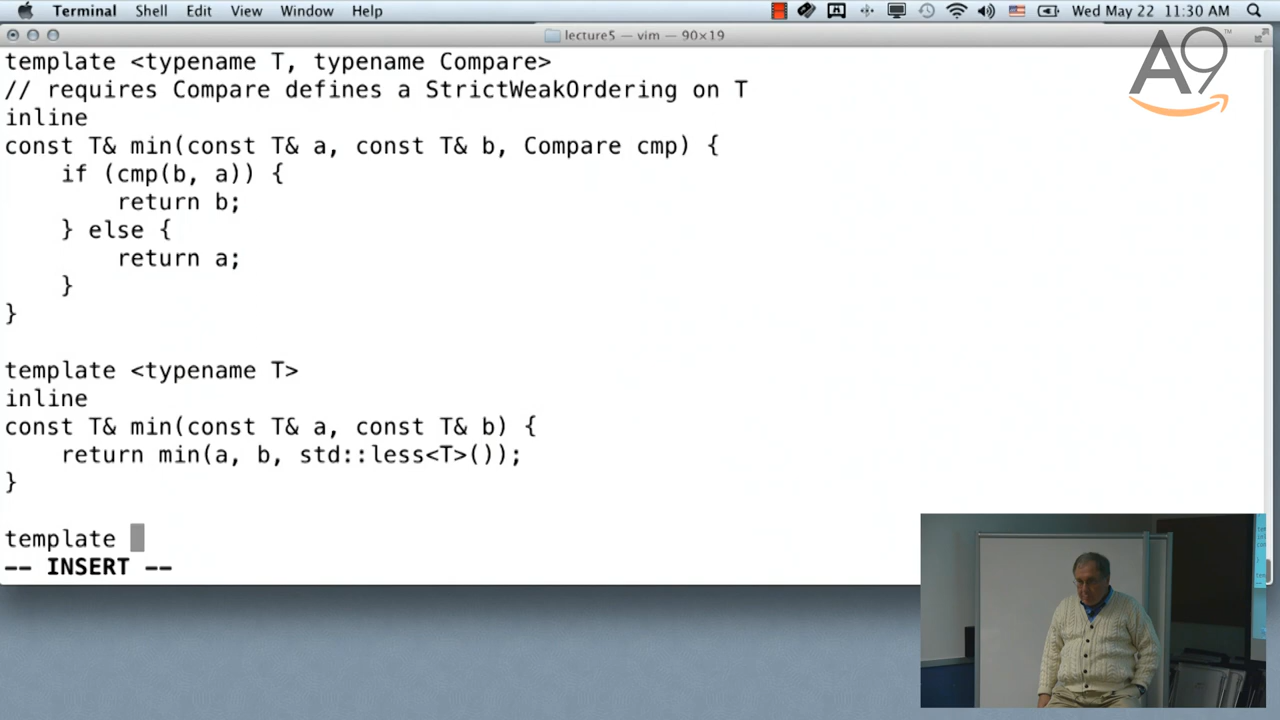 Terminal Shell Edit View Window Help Wed May 22 11:30 AM
lecture5 — vim — 90×19
A9™
template <typename T, typename Compare>
// requires Compare defines a StrictWeakOrdering on T
inline
const T& min(const T& a, const T& b, Compare cmp) {
    if (cmp(b, a)) {
        return b;
    } else {
        return a;
    }
}
template <typename T>
inline
const T& min(const T& a, const T& b) {
    return min(a, b, std::less<T>());
}
template
-- INSERT --